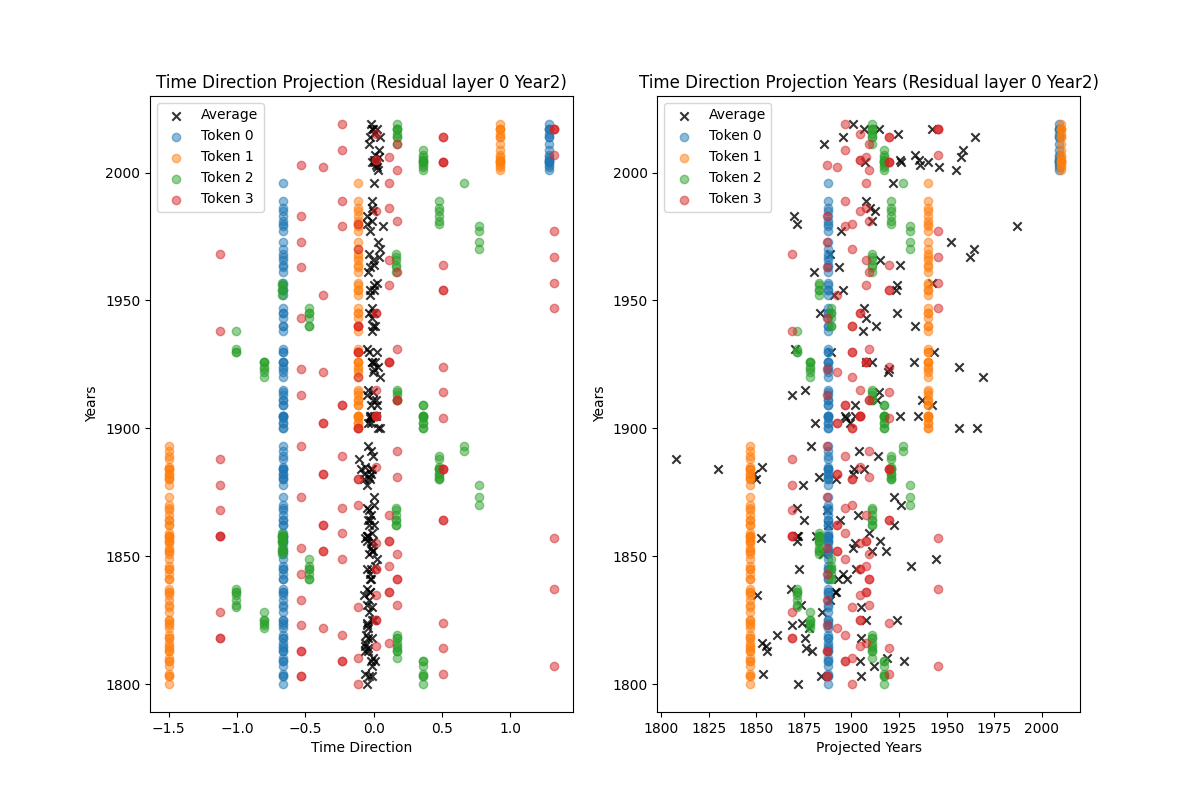 Time Direction Projection (Residual layer 0 Year2)
Average
Token 0
Token 1
Token 2
Token 3
Years
2000
1950
1900
1850
1800
−1.5 −1.0 −0.5 0.0 0.5 1.0
Time Direction
Time Direction Projection Years (Residual layer 0 Year2)
Average
Token 0
Token 1
Token 2
Token 3
Years
2000
1950
1900
1850
1800
1800 1825 1850 1875 1900 1925 1950 1975 2000
Projected Years